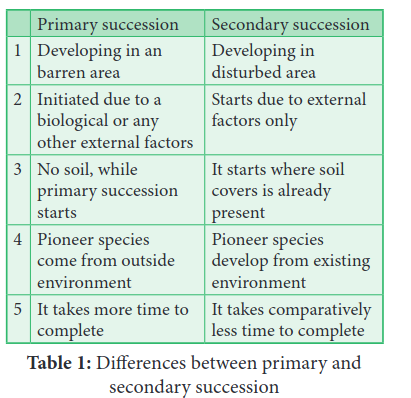 Primary succession Secondary succession
1 Developing in an Developing in
barren area disturbed area
2 Initiated due to a Starts due to external
biological or any factors only
other external factors
3 No soil, while It starts where soil
primary succession covers is already
starts present
4 Pioneer species Pioneer species
come from outside develop from existing
environment environment
5 It takes more time to It takes comparatively
complete less time to complete
Table 1: Differences between primary and
secondary succession